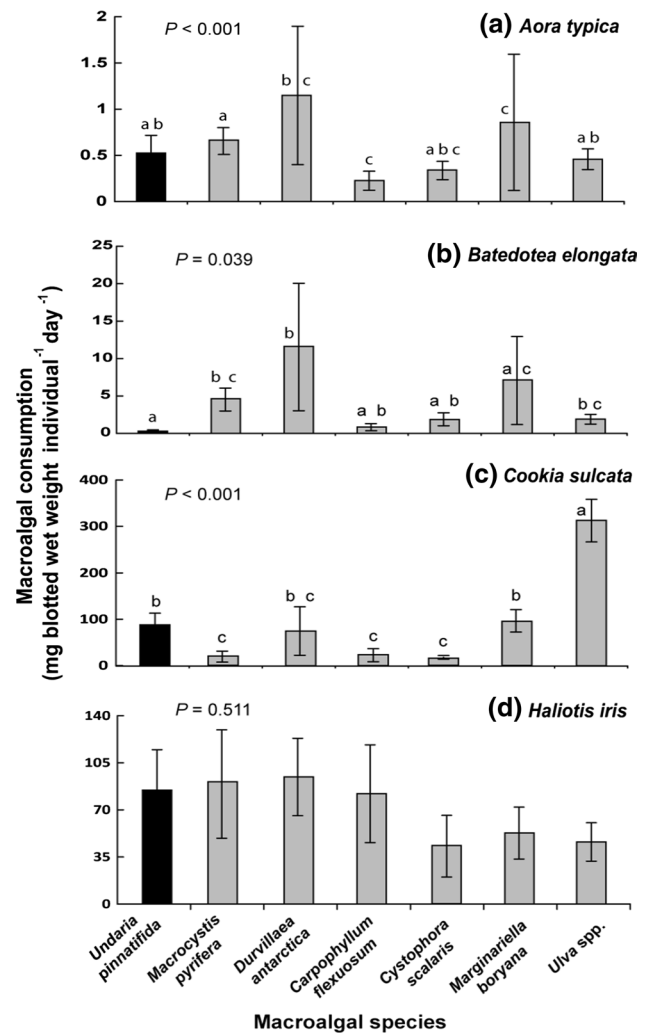 (a) Aora typica
P < 0.001
2
1.5
1
0.5
0
a b
a
b c
c
a b c
c
a b
(b) Batedotea elongata
P = 0.039
25
20
15
10
5
0
a
b c
b
a b
a b
a c
b c
(c) Cookia sulcata
P < 0.001
400
300
200
100
0
b
c
b c
c
c
b
a
(d) Haliotis iris
P = 0.511
140
105
70
35
0
Macroalgal consumption
(mg blotted wet weight individual -1 day -1)
Undaria
pinnatifida
Macrocystis
pyrifera
Durvillaea
antarctica
Carpophyllum
flexuosum
Cystophora
scalaris
Marginariella
boryana
Ulva spp.
Macroalgal species